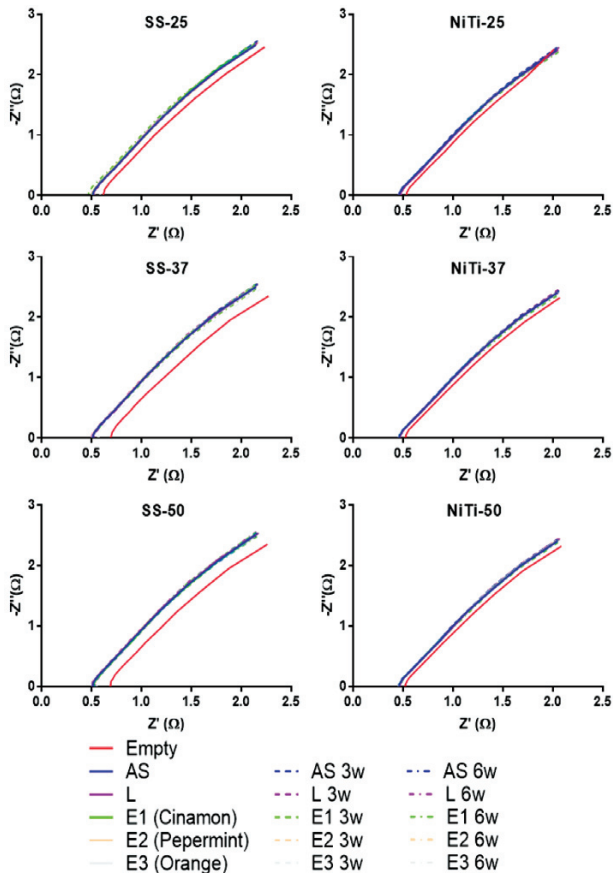 SS-25
NiTi-25
-Z''(Ω)
3
2
1
0
0.0 0.5 1.0 1.5 2.0 2.5
Z' (Ω)
-Z''(Ω)
3
2
1
0
0.0 0.5 1.0 1.5 2.0 2.5
Z' (Ω)
SS-37
NiTi-37
-Z''(Ω)
3
2
1
0
0.0 0.5 1.0 1.5 2.0 2.5
Z' (Ω)
-Z''(Ω)
3
2
1
0
0.0 0.5 1.0 1.5 2.0 2.5
Z' (Ω)
SS-50
NiTi-50
-Z''(Ω)
3
2
1
0
0.0 0.5 1.0 1.5 2.0 2.5
Z' (Ω)
-Z''(Ω)
3
2
1
0
0.0 0.5 1.0 1.5 2.0 2.5
Z' (Ω)
Empty
AS AS 3w AS 6w
L L 3w L 6w
E1 (Cinamon) E1 3w E1 6w
E2 (Pepermint) E2 3w E2 6w
E3 (Orange) E3 3w E3 6w